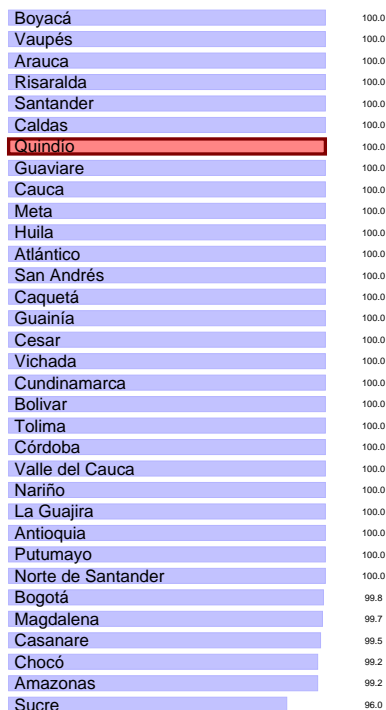 Boyacá 100.0
Vaupés 100.0
Arauca 100.0
Risaralda 100.0
Santander 100.0
Caldas 100.0
Quindío 100.0
Guaviare 100.0
Cauca 100.0
Meta 100.0
Huila 100.0
Atlántico 100.0
San Andrés 100.0
Caquetá 100.0
Guainía 100.0
Cesar 100.0
Vichada 100.0
Cundinamarca 100.0
Bolivar 100.0
Tolima 100.0
Córdoba 100.0
Valle del Cauca 100.0
Nariño 100.0
La Guajira 100.0
Antioquia 100.0
Putumayo 100.0
Norte de Santander 100.0
Bogotá 99.8
Magdalena 99.7
Casanare 99.5
Chocó 99.2
Amazonas 99.2
Sucre 96.0